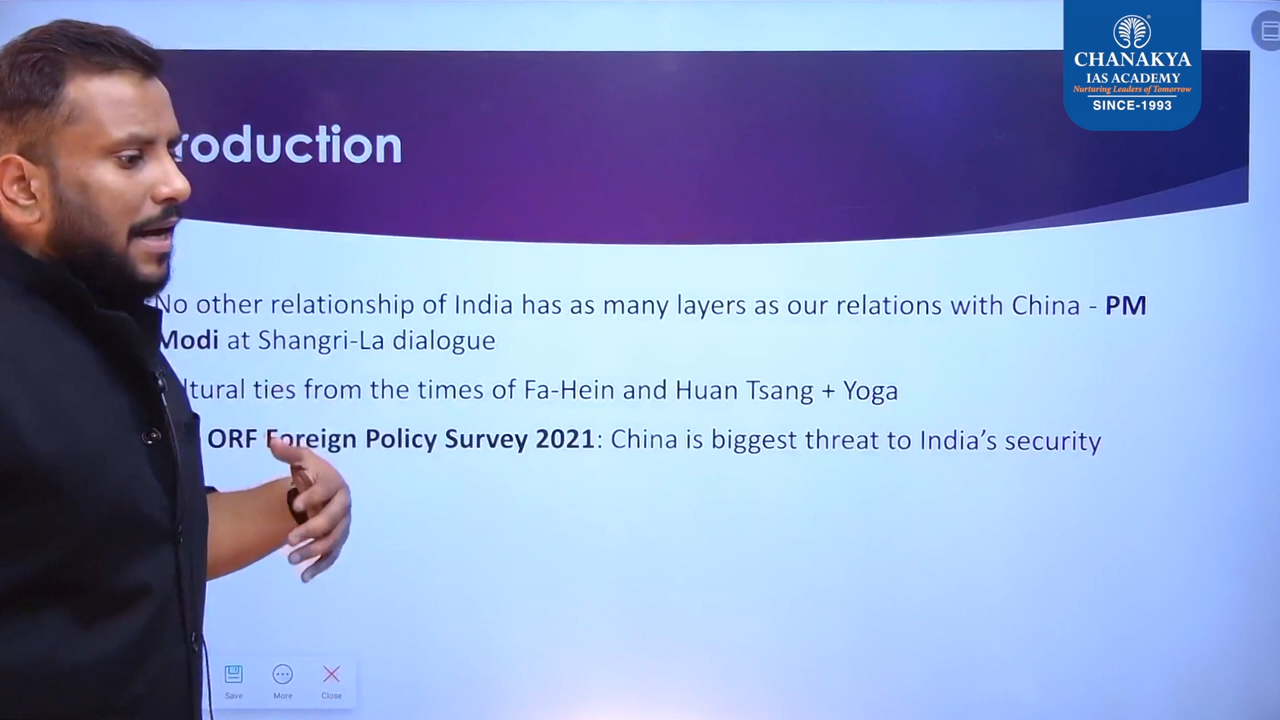 CHANAKYA
IAS ACADEMY
Nurturing Leaders of Tomorrow
SINCE-1993
roduction
No other relationship of India has as many layers as our relations with China - PM
Modi at Shangri-La dialogue
ltural ties from the times of Fa-Hein and Huan Tsang + Yoga
ORF Foreign Policy Survey 2021: China is biggest threat to India’s security
Save More Close